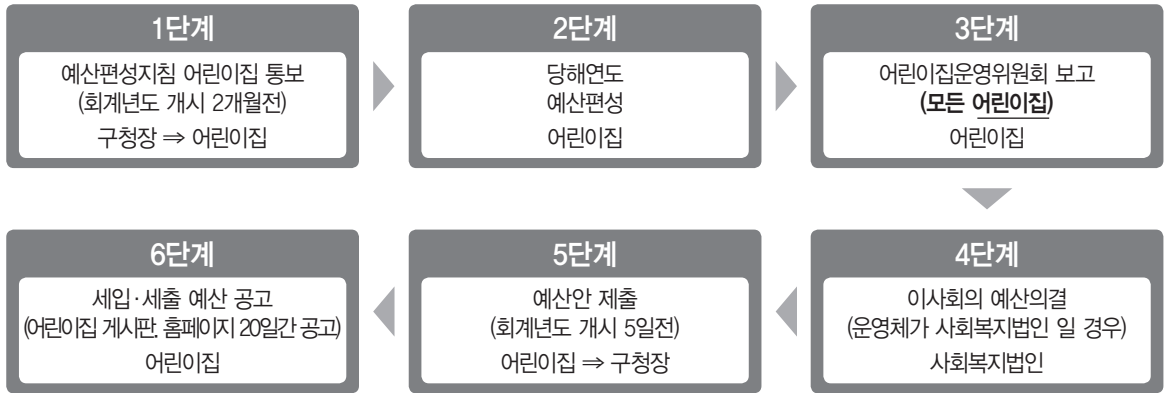 1단계
예산편성지침 어린이집 통보
(회계년도 개시 2개월전)
구청장 ⇒ 어린이집
2단계
당해연도
예산편성
어린이집
3단계
어린이집운영위원회 보고
(모든 어린이집)
어린이집
4단계
이사회의 예산의결
(운영체가 사회복지법인 일 경우)
사회복지법인
5단계
예산안 제출
(회계년도 개시 5일전)
어린이집 ⇒ 구청장
6단계
세입·세출 예산 공고
(어린이집 게시판, 홈페이지 20일간 공고)
어린이집